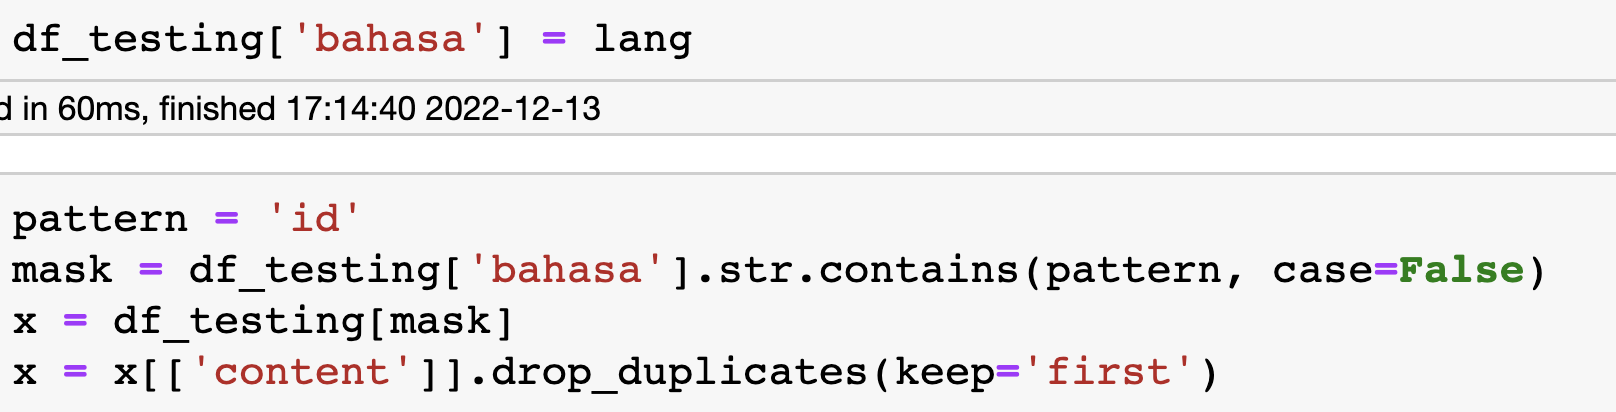 df_testing['bahasa'] = lang
d in 60ms, finished 17:14:40 2022-12-13
pattern = 'id'
mask = df_testing['bahasa'].str.contains(pattern, case=False)
x = df_testing[mask]
x = x[['content']].drop_duplicates(keep='first')